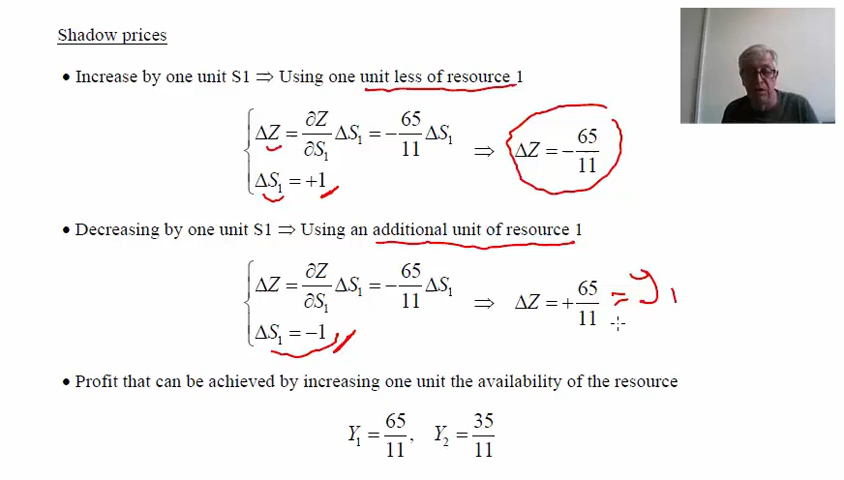 Shadow prices
• Increase by one unit S1 ⇒ Using one unit less of resource 1
ΔZ = ∂Z/∂S₁ ΔS₁ = −65/11 ΔS₁ ⇒ ΔZ = −65/11
ΔS₁ = +1
• Decreasing by one unit S1 ⇒ Using an additional unit of resource 1
ΔZ = ∂Z/∂S₁ ΔS₁ = −65/11 ΔS₁ ⇒ ΔZ = +65/11 = y₁
ΔS₁ = −1
• Profit that can be achieved by increasing one unit the availability of the resource
Y₁ = 65/11, Y₂ = 35/11